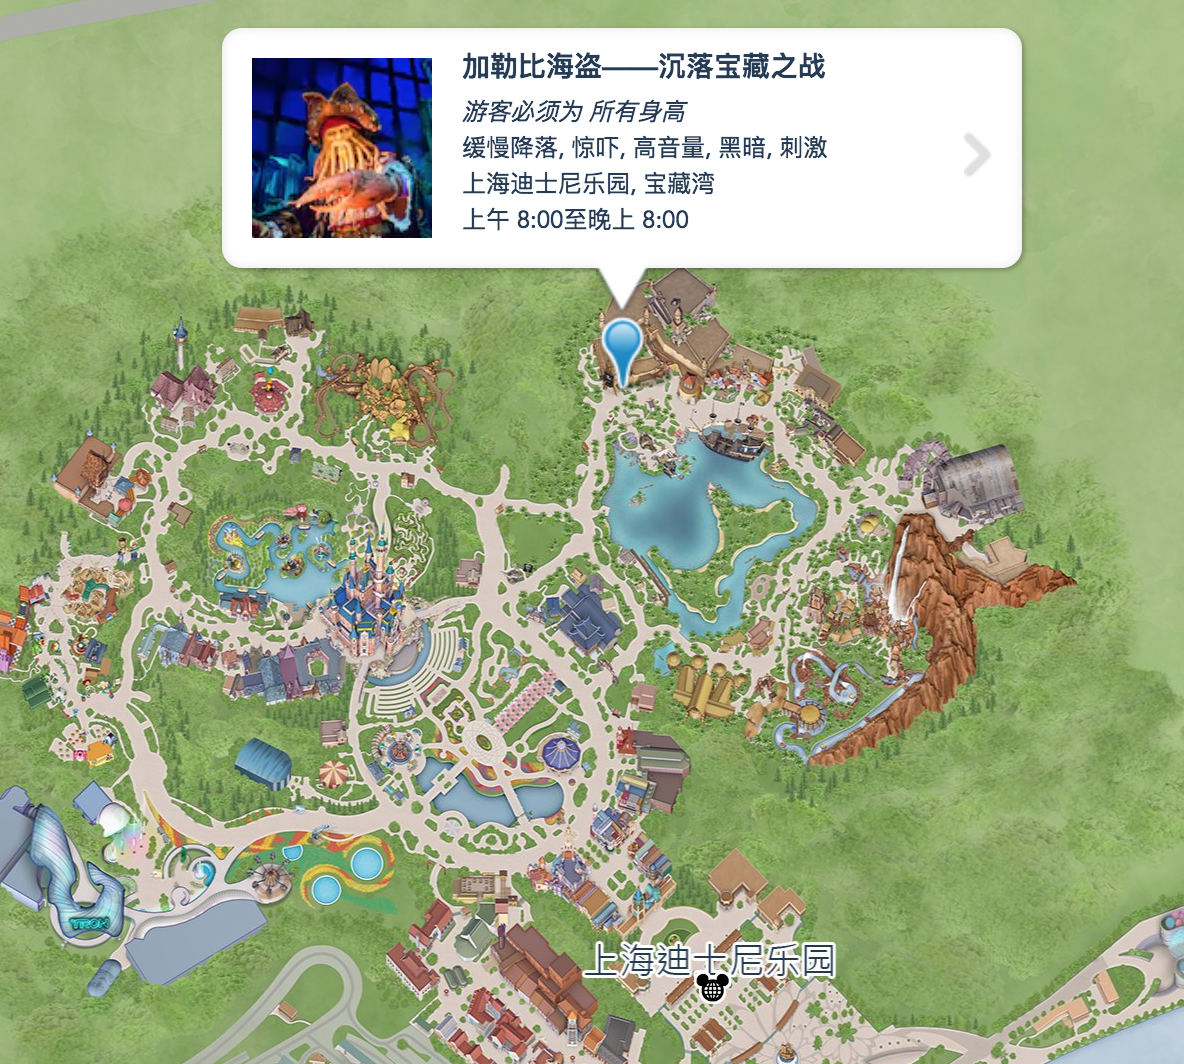 加勒比海盗——沉落宝藏之战
游客必须为 所有身高
缓慢降落, 惊吓, 高音量, 黑暗, 刺激
上海迪士尼乐园, 宝藏湾
上午 8:00至晚上 8:00
TRON
上海迪士尼乐园